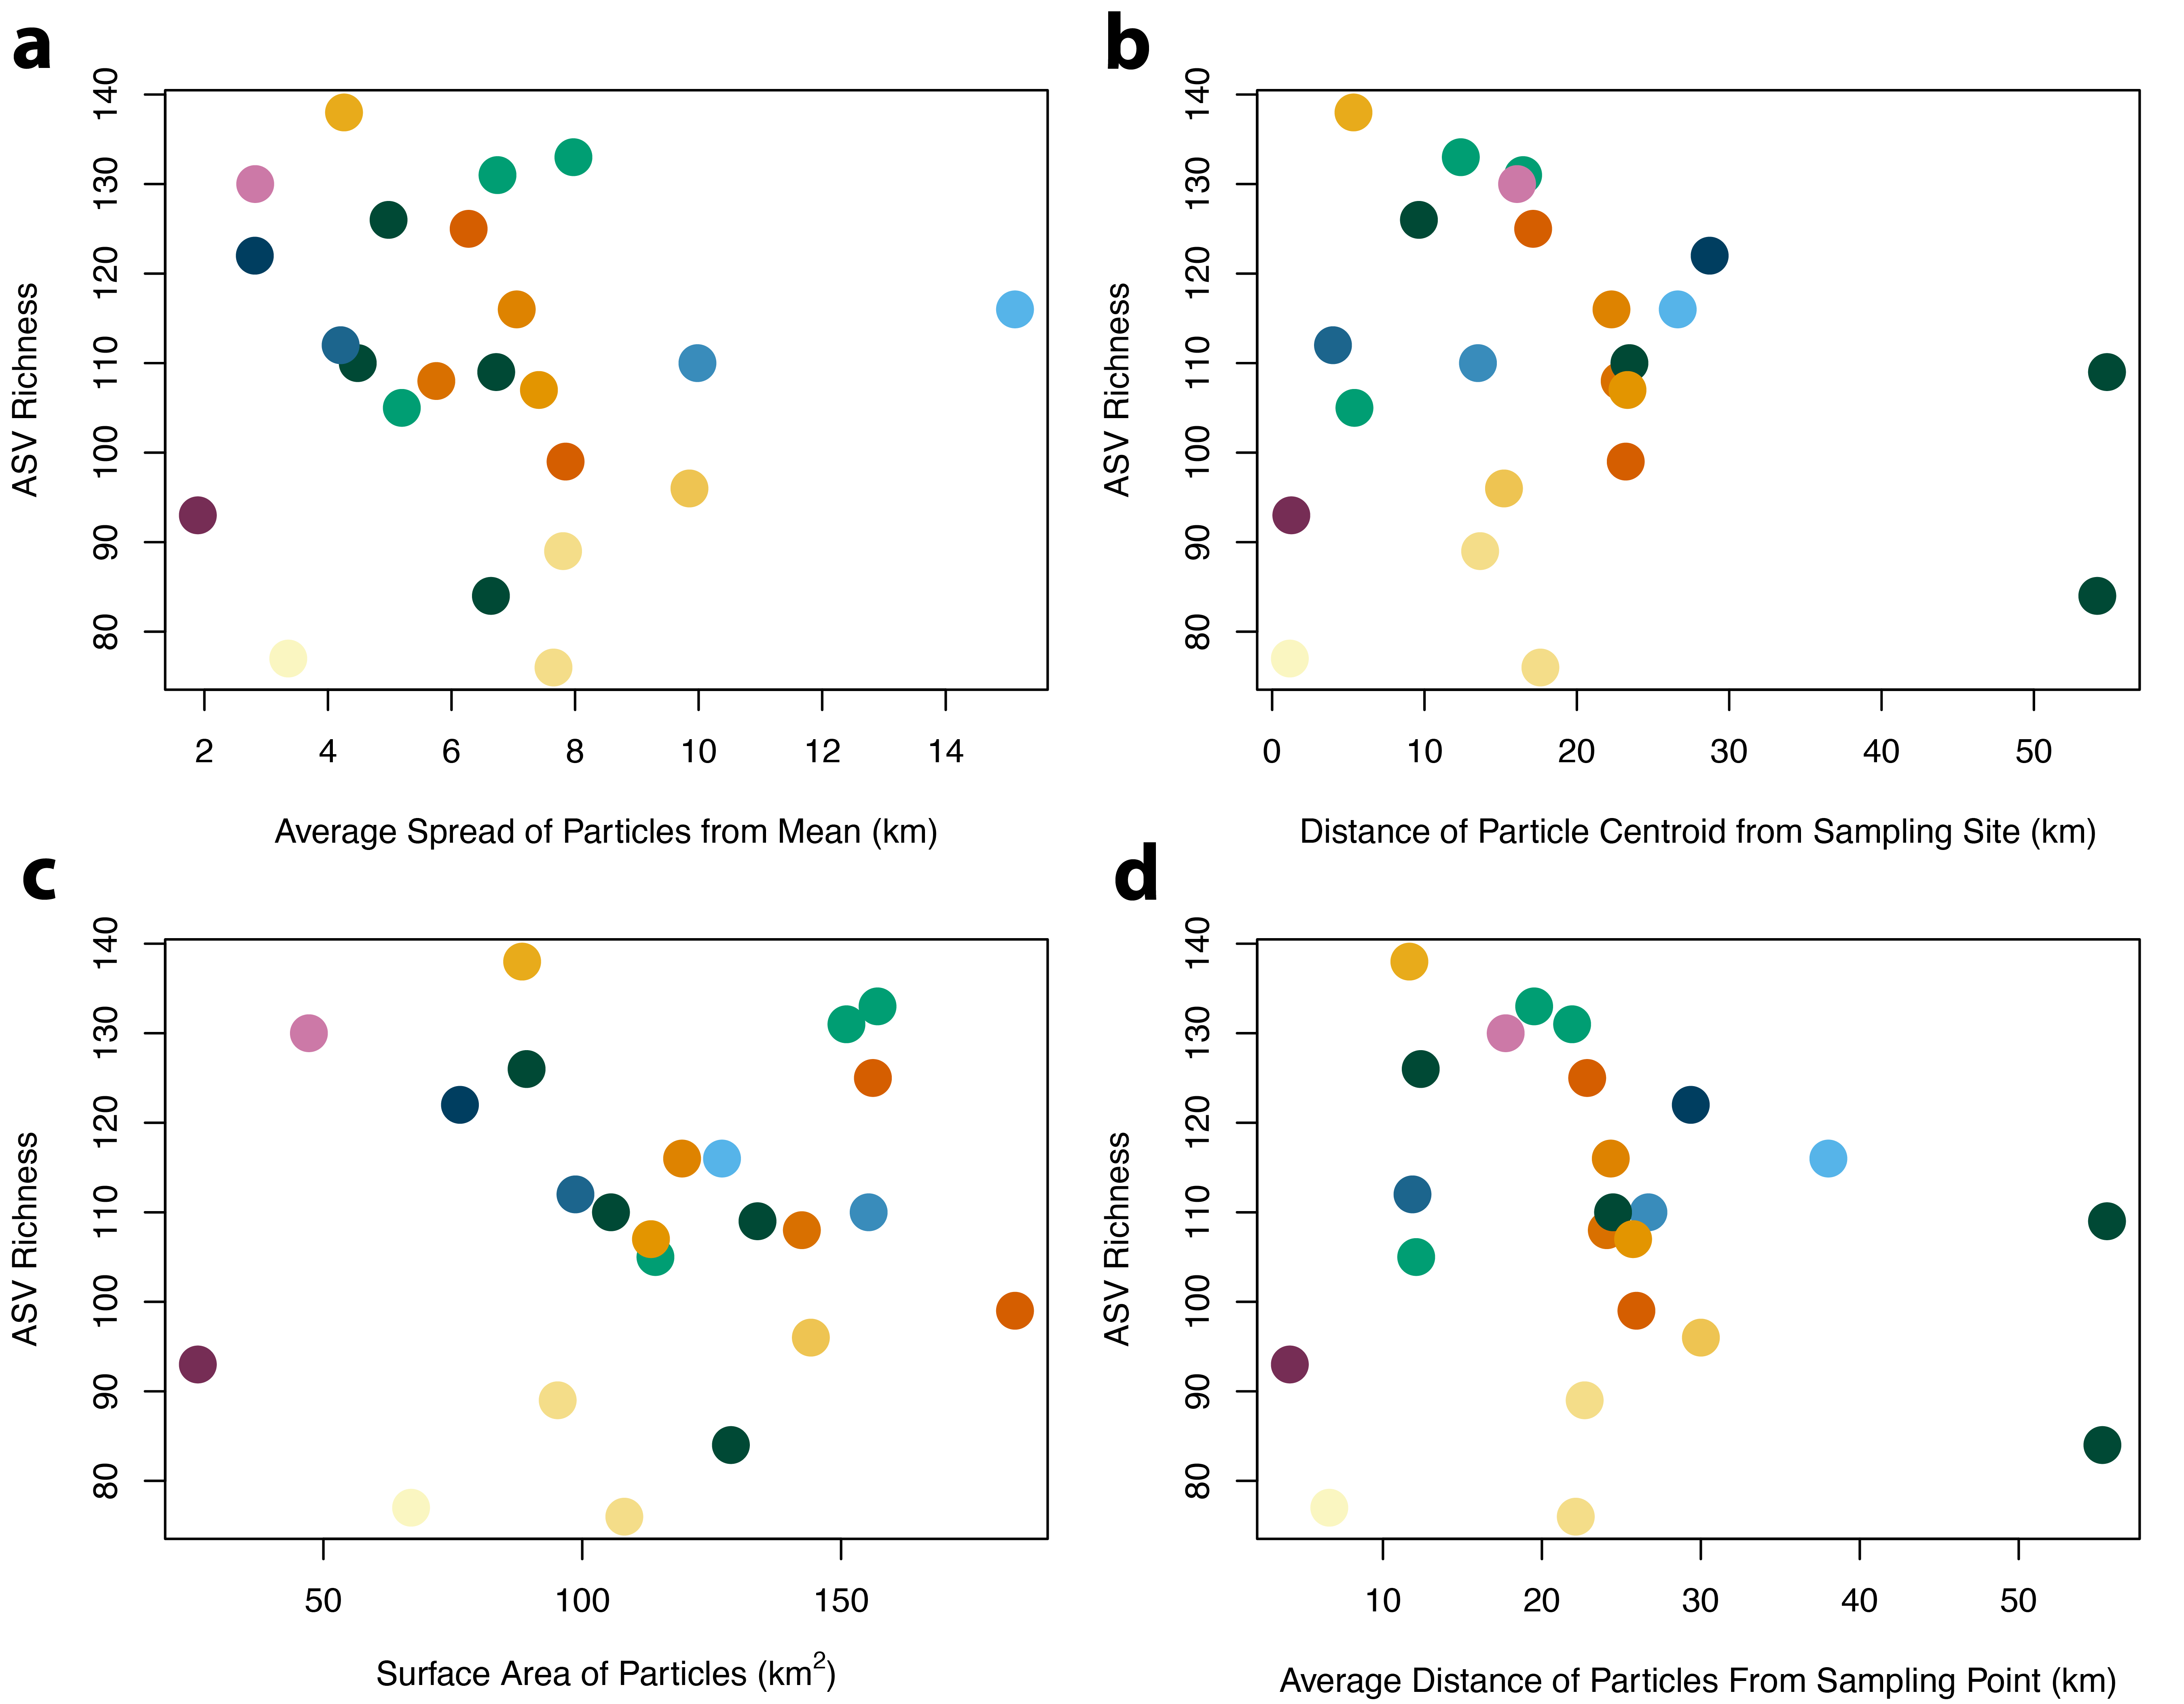 a
140
130
120
110
100
90
80
ASV Richness
2 4 6 8 10 12 14
Average Spread of Particles from Mean (km)
b
140
130
120
110
100
90
80
ASV Richness
0 10 20 30 40 50
Distance of Particle Centroid from Sampling Site (km)
c
140
130
120
110
100
90
80
ASV Richness
50 100 150
Surface Area of Particles (km²)
d
140
130
120
110
100
90
80
ASV Richness
10 20 30 40 50
Average Distance of Particles From Sampling Point (km)